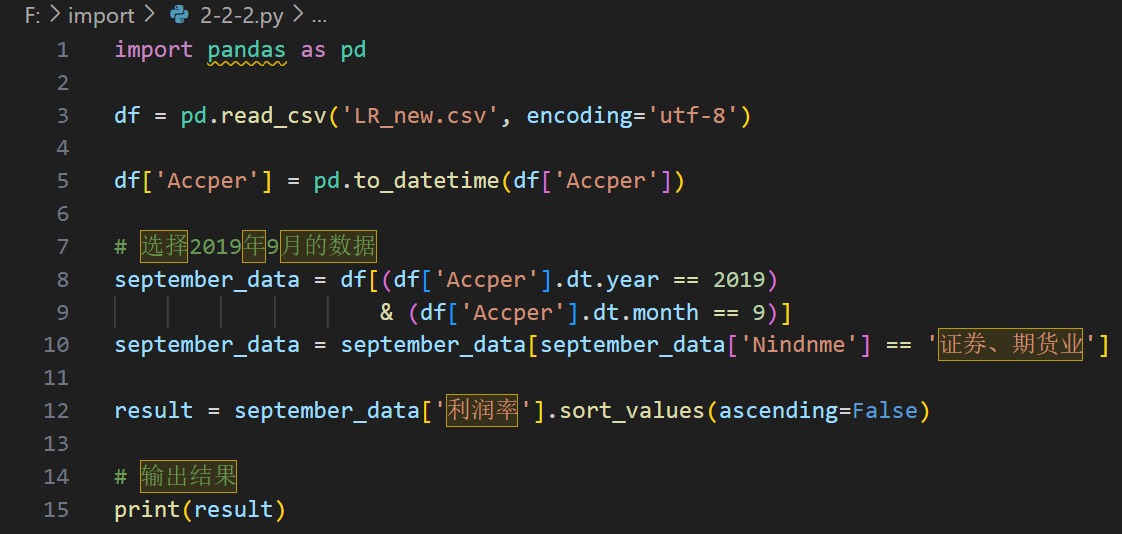 F: > import > 2-2-2.py > ...
1 import pandas as pd
2
3 df = pd.read_csv('LR_new.csv', encoding='utf-8')
4
5 df['Accper'] = pd.to_datetime(df['Accper'])
6
7 # 选择2019年9月的数据
8 september_data = df[(df['Accper'].dt.year == 2019)
9                     & (df['Accper'].dt.month == 9)]
10 september_data = september_data[september_data['Nindnme'] == '证券、期货业']
11
12 result = september_data['利润率'].sort_values(ascending=False)
13
14 # 输出结果
15 print(result)